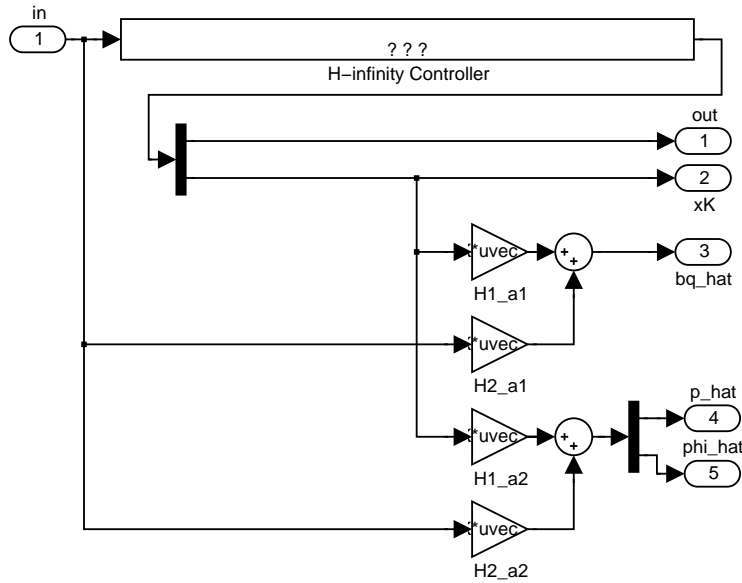 in
1
? ? ?
H−infinity Controller
out
1
2
xK
*uvec
+
+
3
H1_a1
bq_hat
*uvec
H2_a1
p_hat
*uvec
+
+
4
H1_a2
phi_hat
5
*uvec
H2_a2